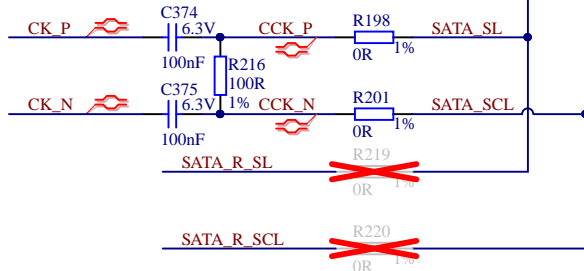 C374
CK_P 6.3V CCK_P R198 SATA_SL
100nF R216 0R 1%
C375 100R
CK_N 6.3V 1% CCK_N R201 SATA_SCL
100nF 0R 1%
SATA_R_SL R219
0R 1%
SATA_R_SCL R220
0R 1%